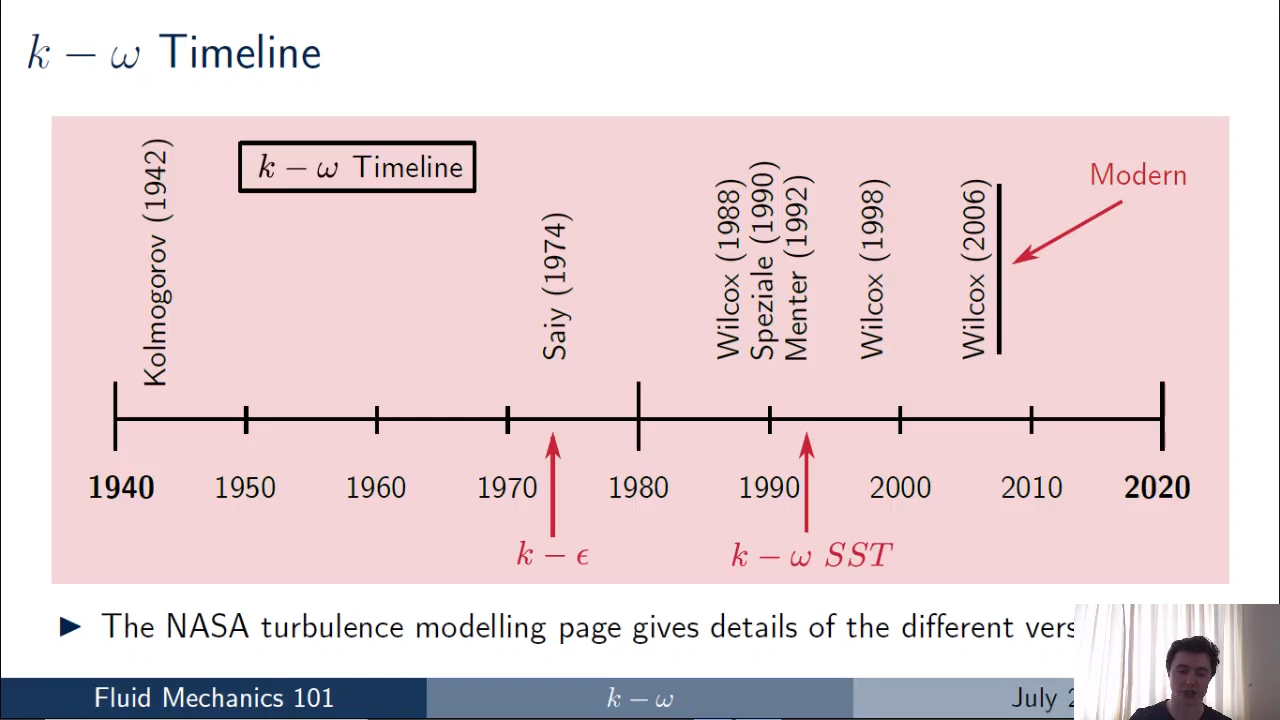 k − ω Timeline
k − ω Timeline
Kolmogorov (1942)
Saiy (1974)
Wilcox (1988)
Speziale (1990)
Menter (1992)
Wilcox (1998)
Wilcox (2006)
Modern
1940 1950 1960 1970 1980 1990 2000 2010 2020
k − ϵ
k − ω SST
▶ The NASA turbulence modelling page gives details of the different
Fluid Mechanics 101
k − ω
July